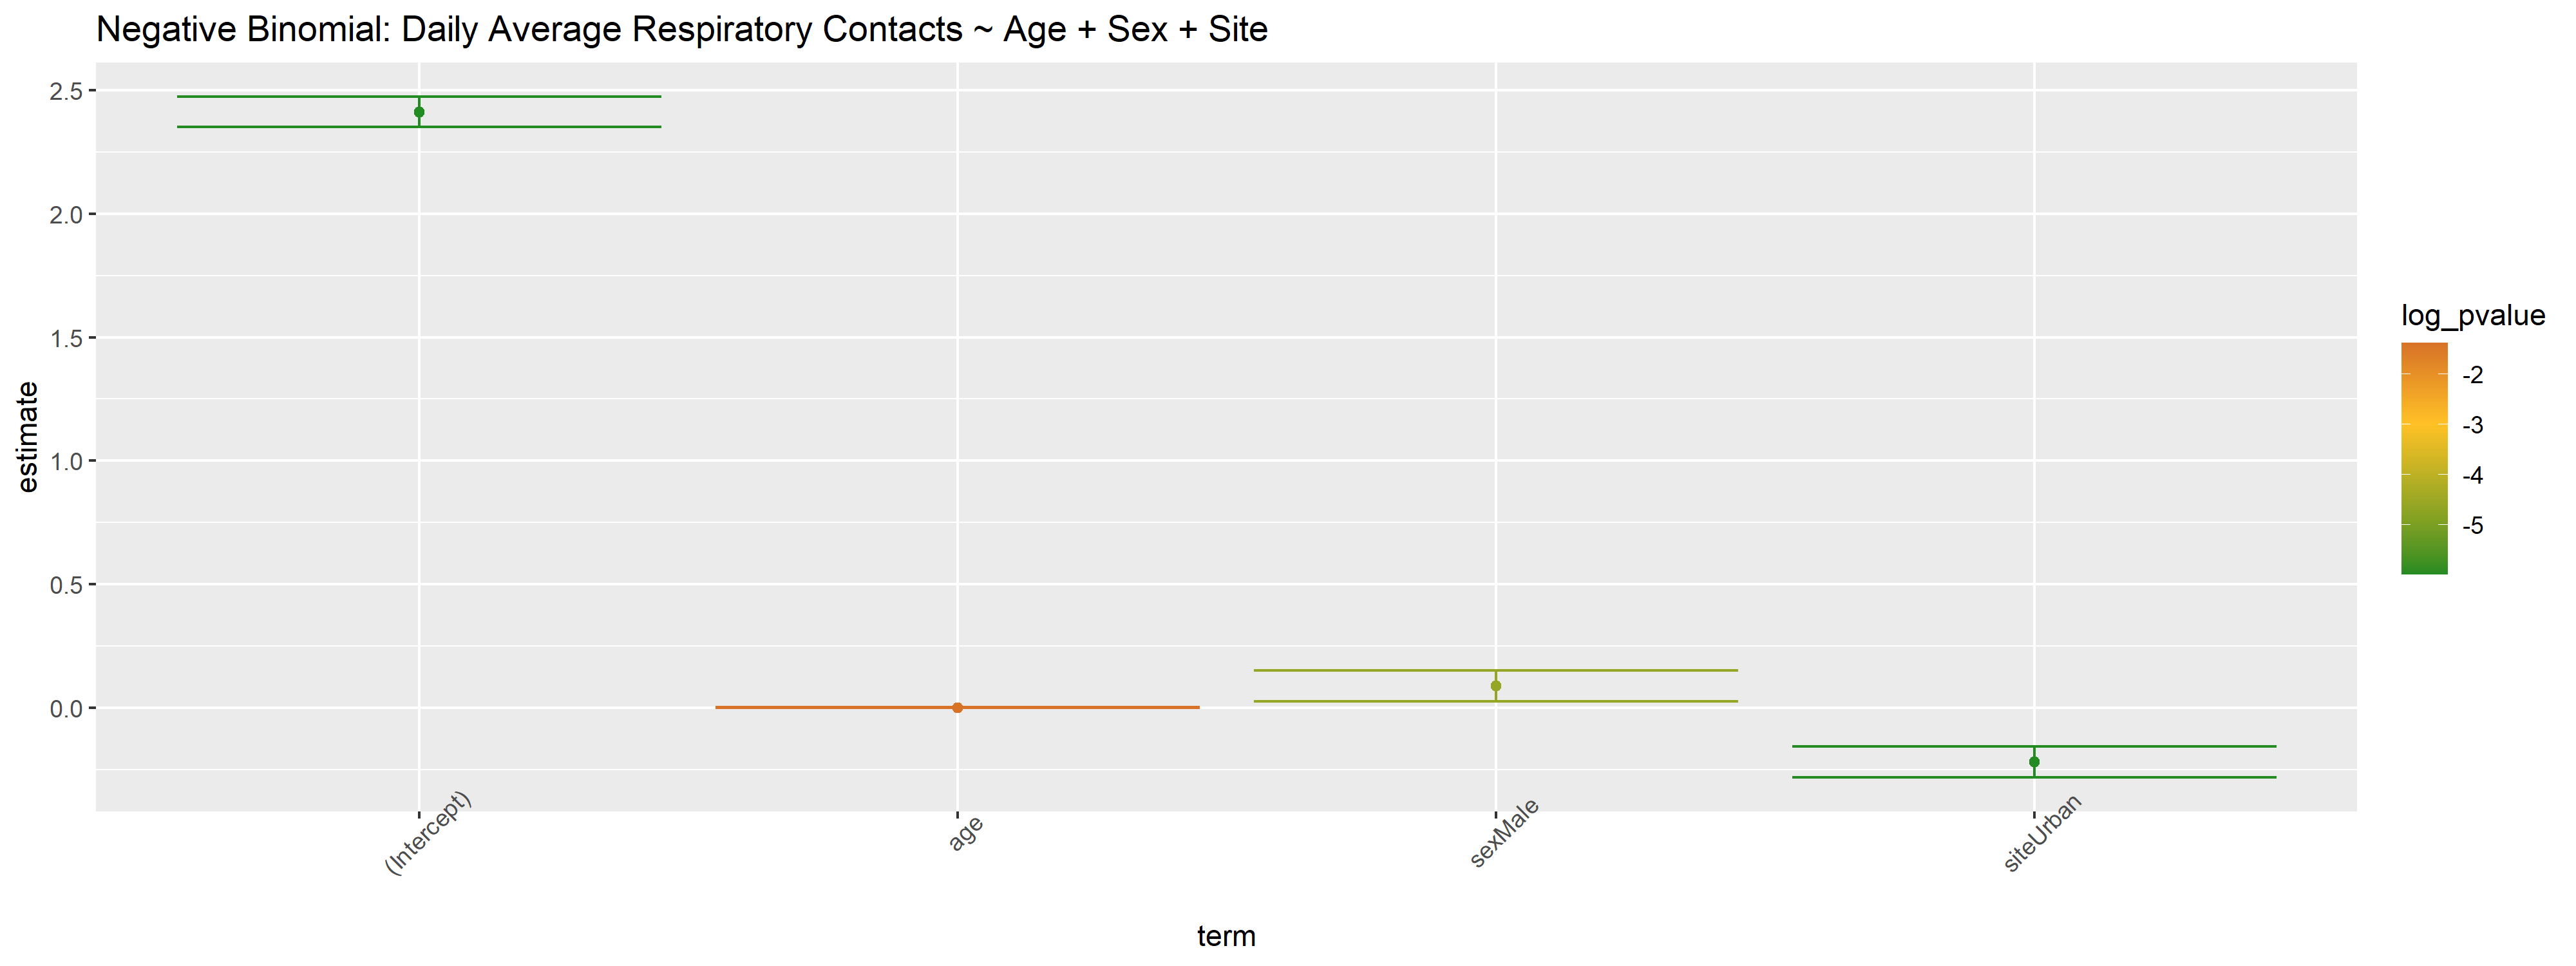 Negative Binomial: Daily Average Respiratory Contacts ~ Age + Sex + Site
estimate
2.5
2.0
1.5
1.0
0.5
0.0
(Intercept)
age
sexMale
siteUrban
term
log_pvalue
-2
-3
-4
-5